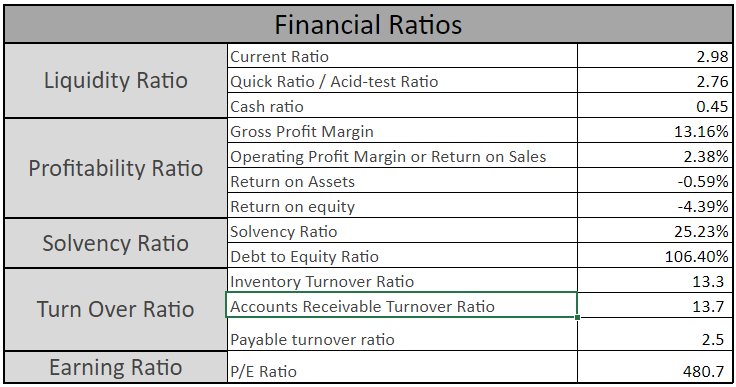 Financial Ratios
Liquidity Ratio
Current Ratio 2.98
Quick Ratio / Acid-test Ratio 2.76
Cash ratio 0.45
Profitability Ratio
Gross Profit Margin 13.16%
Operating Profit Margin or Return on Sales 2.38%
Return on Assets -0.59%
Return on equity -4.39%
Solvency Ratio
Solvency Ratio 25.23%
Debt to Equity Ratio 106.40%
Turn Over Ratio
Inventory Turnover Ratio 13.3
Accounts Receivable Turnover Ratio 13.7
Payable turnover ratio 2.5
Earning Ratio
P/E Ratio 480.7